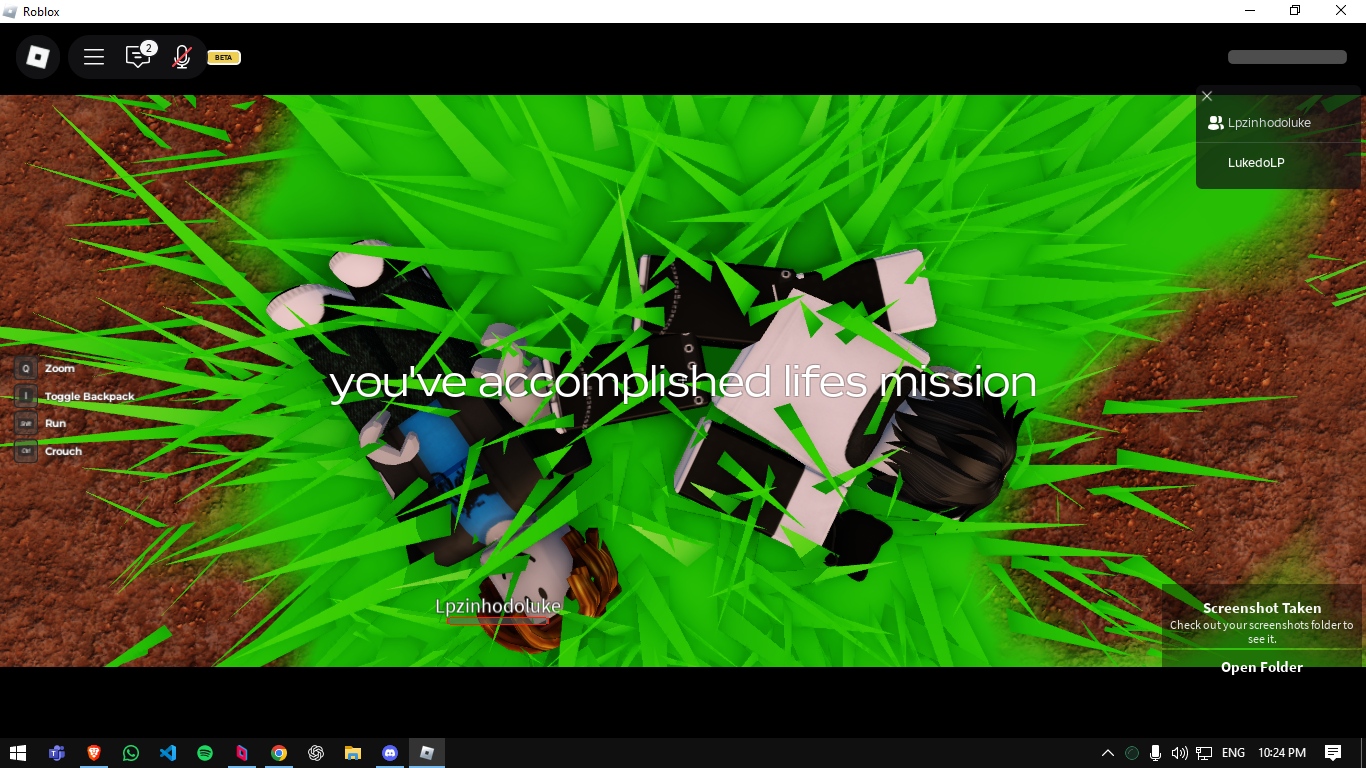 Roblox
2
BETA
Lpzinhodoluke
LukedoLP
Q Zoom
I Toggle Backpack
Shift Run
Ctrl Crouch
you've accomplished lifes mission
Lpzinhodoluke
Screenshot Taken
Check out your screenshots folder to
see it.
Open Folder
ENG 10:24 PM